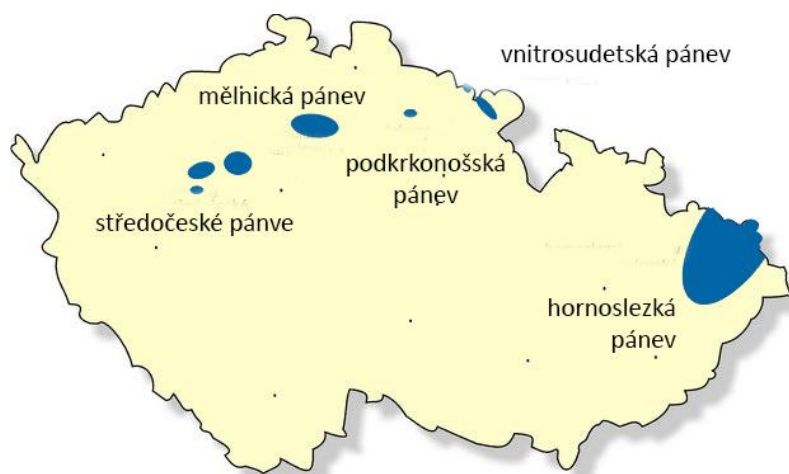 vnitrosudetská pánev
mělnická pánev
podkrkonošská
pánev
středočeské pánve
hornoslezká
pánev